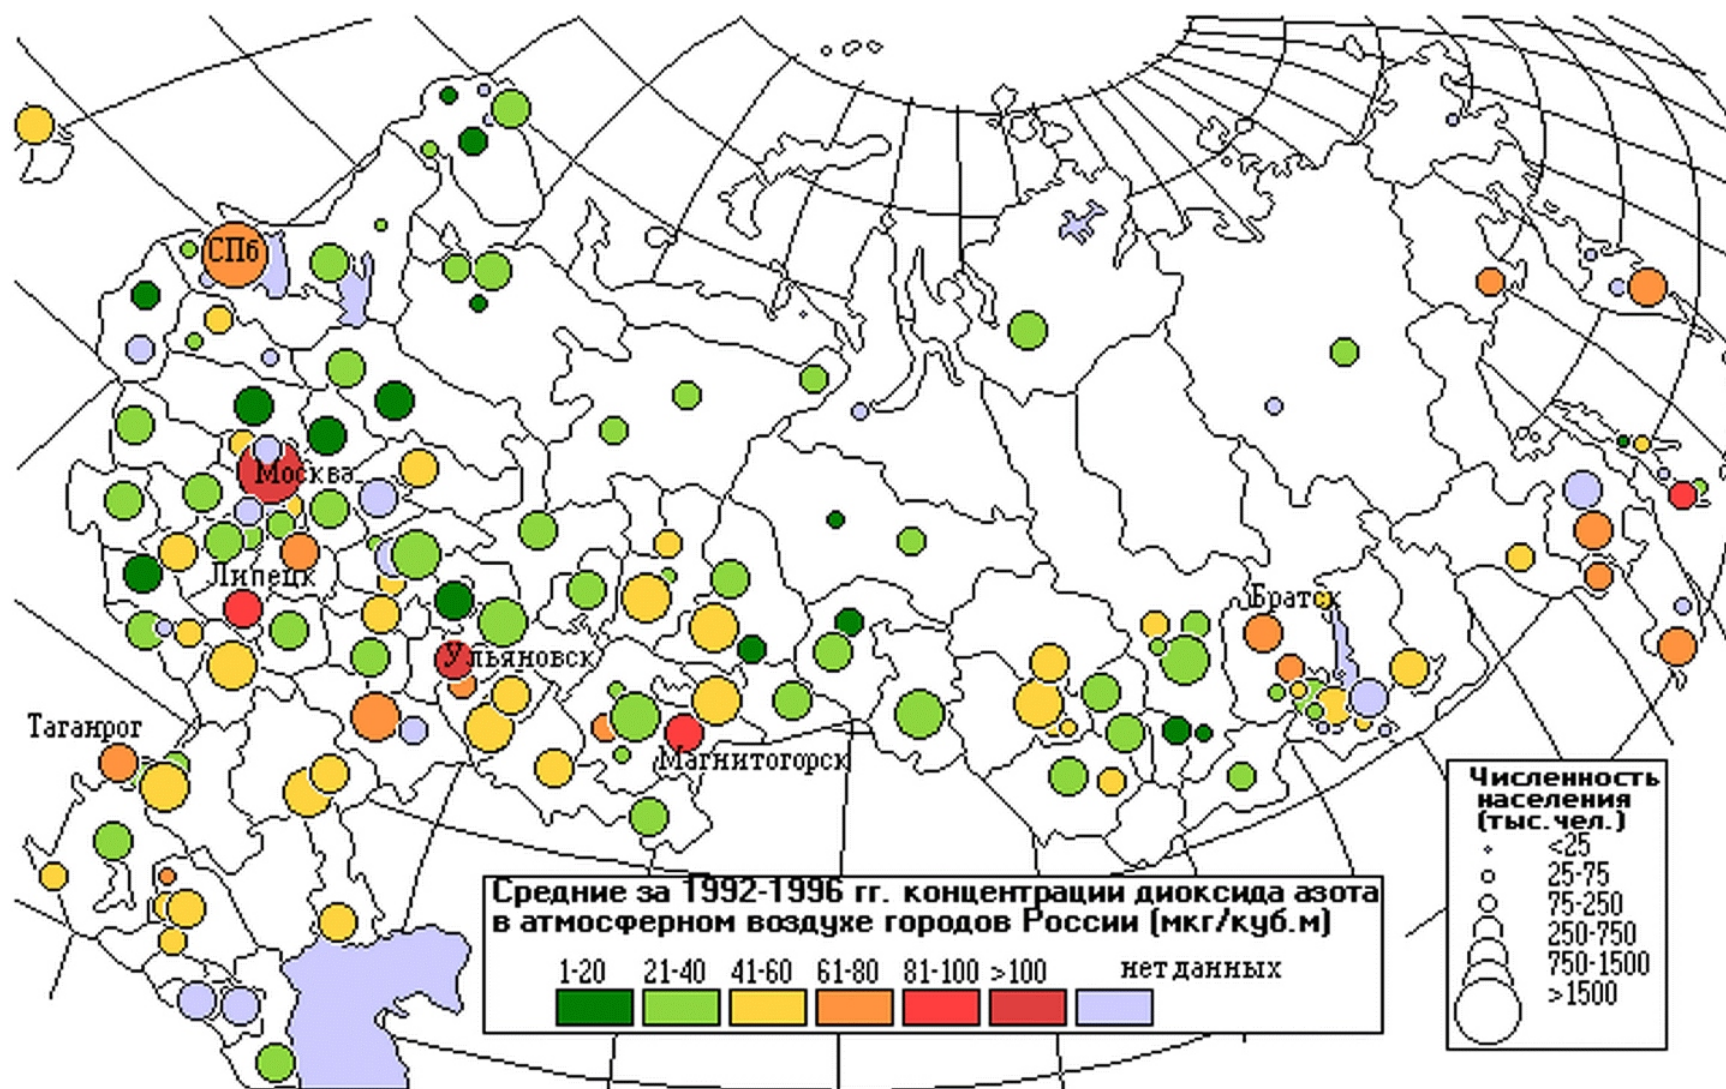 СПб
Москва
Липецк
Братск
Ульяновск
Таганрог
Магнитогорск
Численность
населения
(тыс.чел.)
<25
25-75
75-250
250-750
750-1500
>1500
Средние за 1992-1996 гг. концентрации диоксида азота
в атмосферном воздухе городов России (мкг/куб.м)
1-20 21-40 41-60 61-80 81-100 >100 нет данных